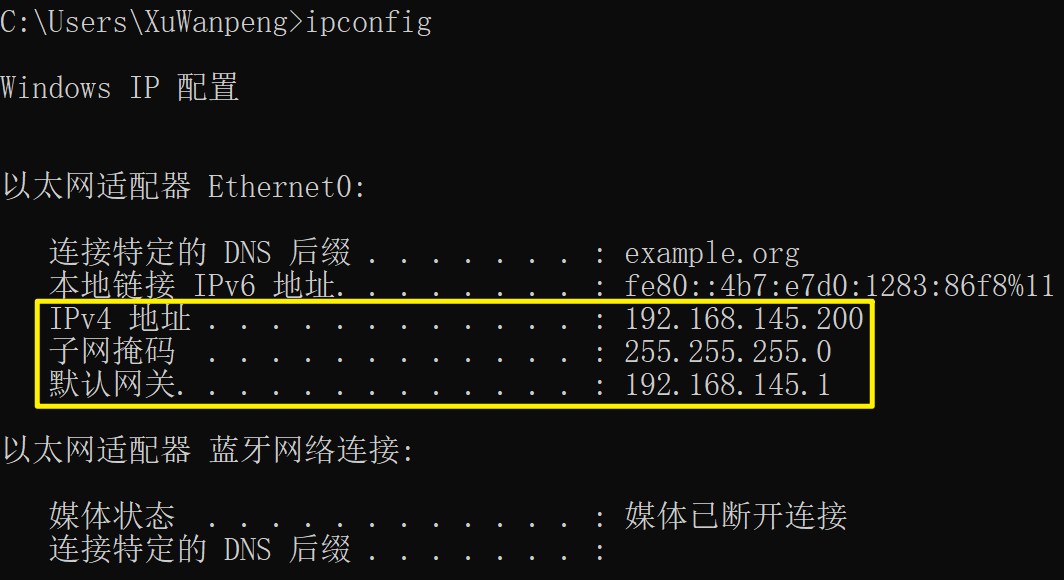 C:\Users\XuWanpeng>ipconfig
Windows IP 配置
以太网适配器 Ethernet0:
连接特定的 DNS 后缀 . . . . . . . : example.org
本地链接 IPv6 地址. . . . . . . . : fe80::4b7:e7d0:1283:86f8%11
IPv4 地址 . . . . . . . . . . . . : 192.168.145.200
子网掩码  . . . . . . . . . . . . : 255.255.255.0
默认网关. . . . . . . . . . . . . : 192.168.145.1
以太网适配器 蓝牙网络连接:
媒体状态  . . . . . . . . . . . . : 媒体已断开连接
连接特定的 DNS 后缀 . . . . . . . :